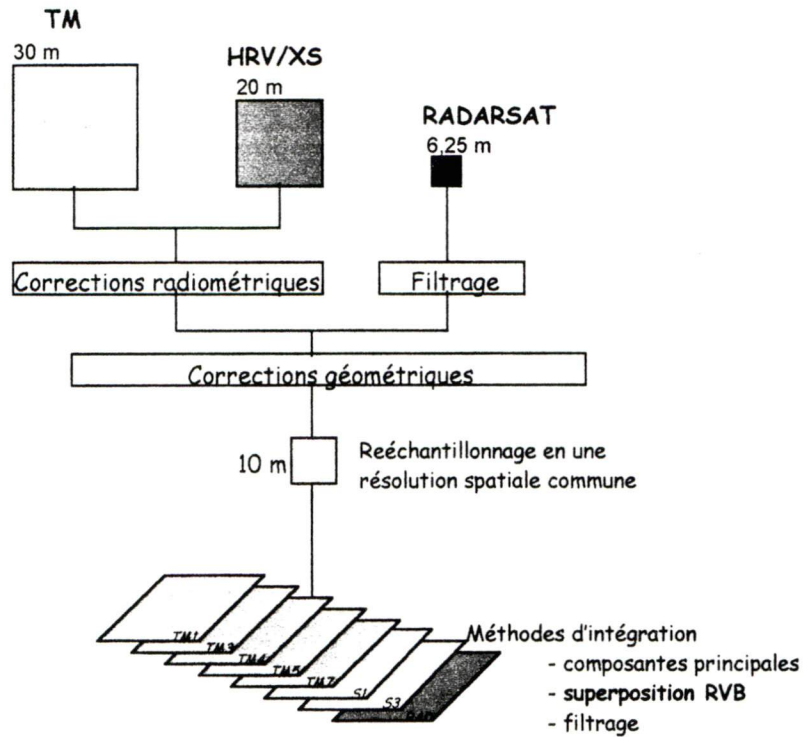 TM
30 m
HRV/XS
20 m
RADARSAT
6,25 m
Corrections radiométriques
Filtrage
Corrections géométriques
10 m
Reéchantillonnage en une
résolution spatiale commune
TM1
TM3
TM4
TM5
TM7
S1
S3
Méthodes d'intégration
- composantes principales
- superposition RVB
- filtrage